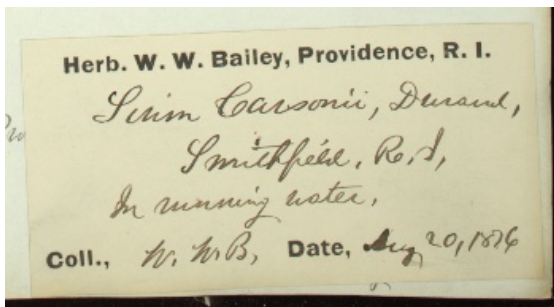 Herb. W. W. Bailey, Providence, R. I.
Sium Carsonii, Durand,
Smithfield, R. I,
In running water.
Coll., W. W. B, Date, Aug 20, 1876